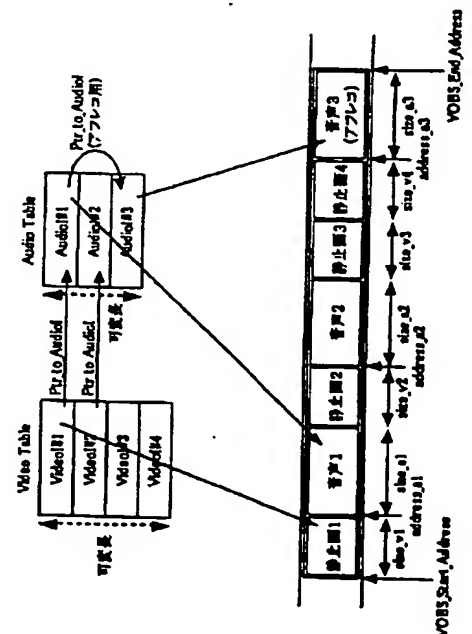 Video Table
Video#1
Video#2
Video#3
Video#4
可変長
Ptr_to_Audio!
Ptr_to_Audio!
Audio Table
Audio!#1
Audio!#2
Audio!#3
可変長
Ptr_to_Audio!
(アフレコ用)
静止画1
音声1
静止画2
音声2
静止画3
静止画4
音声3
(アフレコ)
size_v1
size_a1
size_v2
size_a2
size_v3
size_v4
size_a3
address_a1
address_a2
address_a3
VOBS_Start_Address
VOBS_End_Address